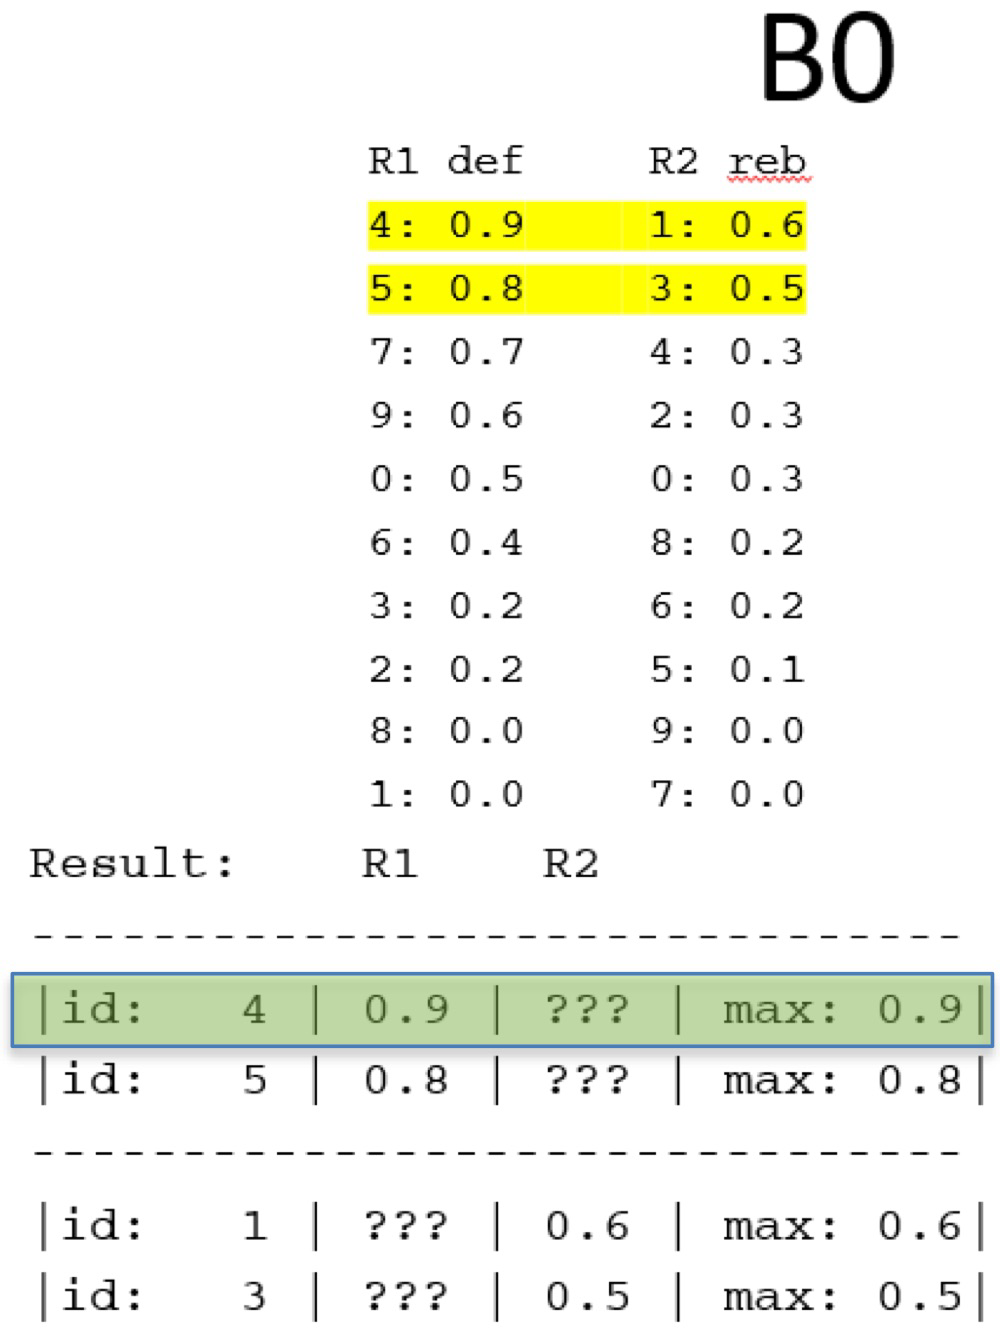 B0
R1 def R2 reb
4: 0.9 1: 0.6
5: 0.8 3: 0.5
7: 0.7 4: 0.3
9: 0.6 2: 0.3
0: 0.5 0: 0.3
6: 0.4 8: 0.2
3: 0.2 6: 0.2
2: 0.2 5: 0.1
8: 0.0 9: 0.0
1: 0.0 7: 0.0
Result: R1 R2
-------------------------------
|id: 4 | 0.9 | ??? | max: 0.9|
|id: 5 | 0.8 | ??? | max: 0.8|
-------------------------------
|id: 1 | ??? | 0.6 | max: 0.6|
|id: 3 | ??? | 0.5 | max: 0.5|